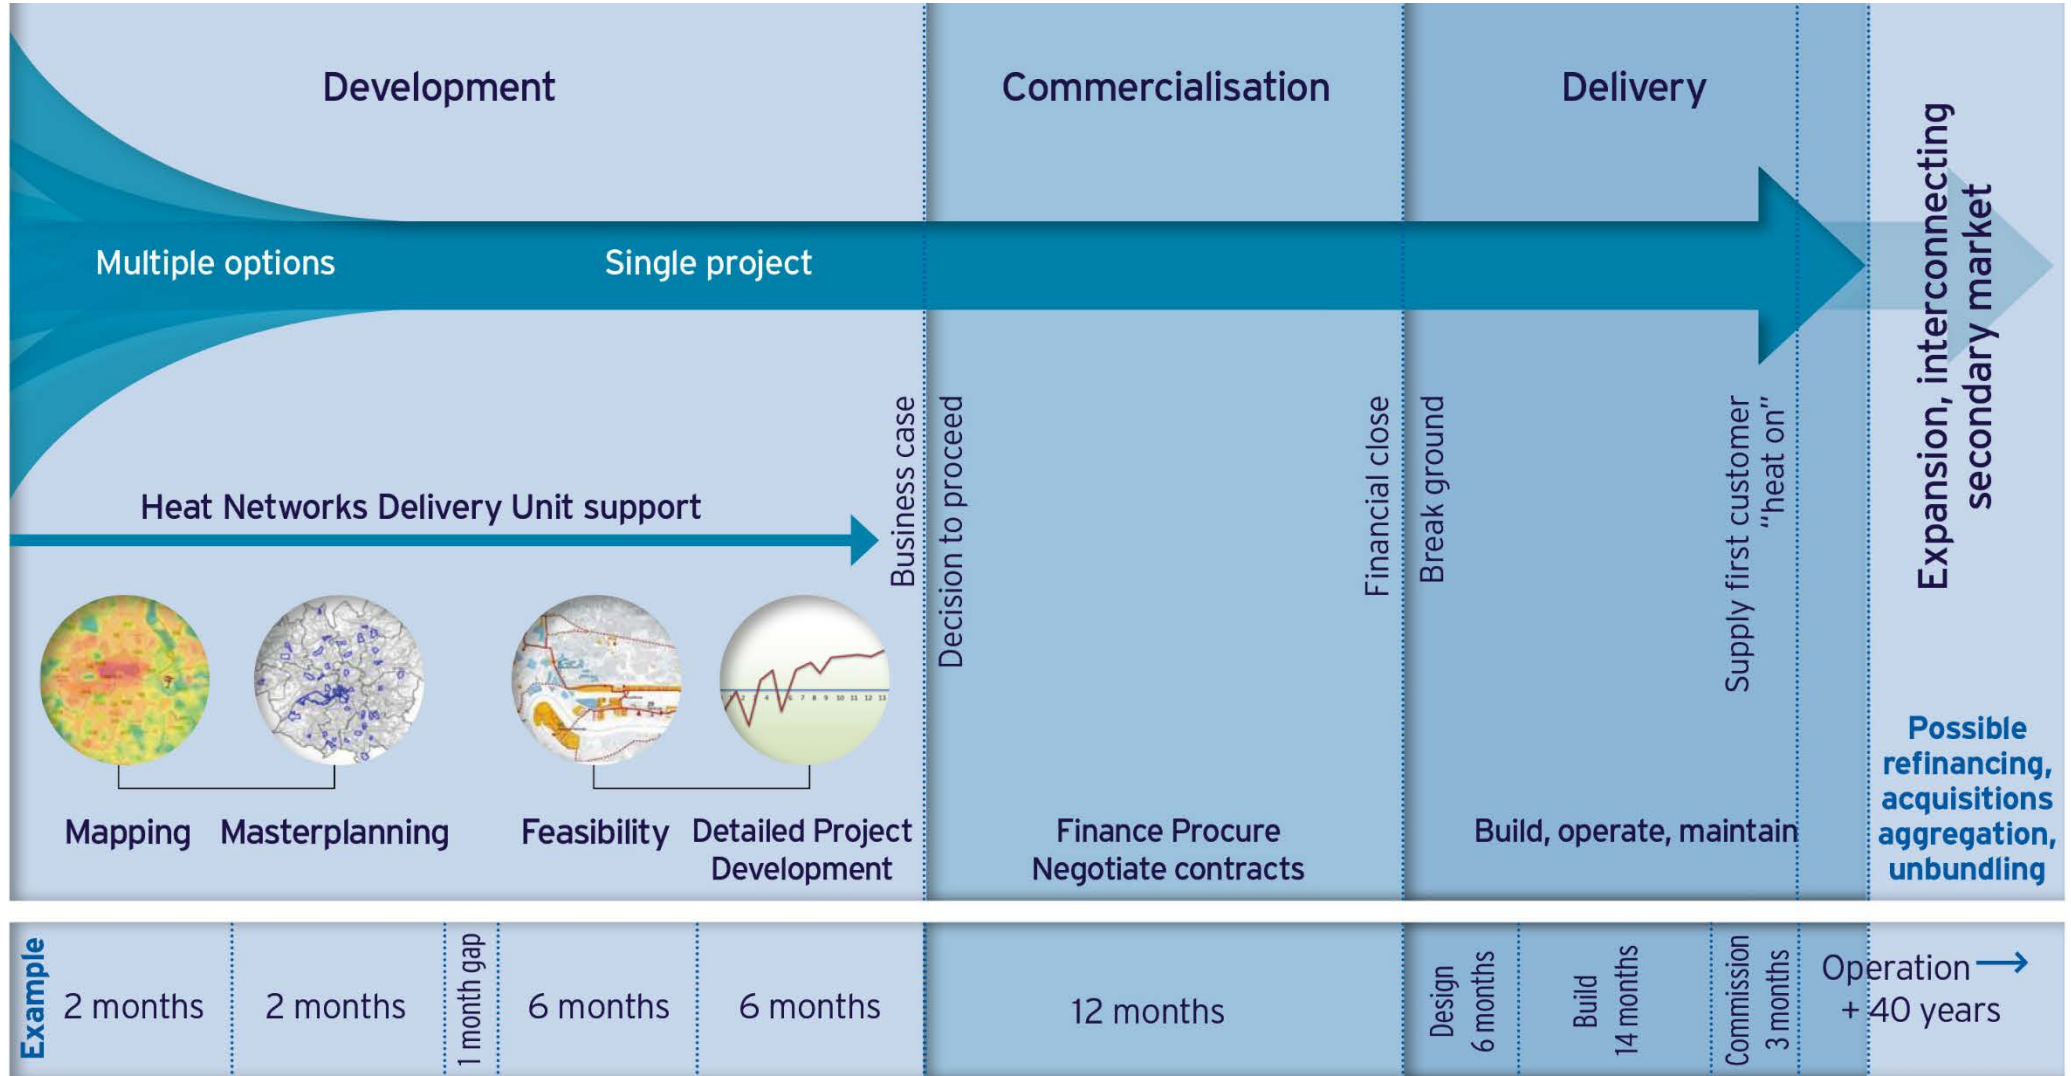 Development
Commercialisation
Delivery
Multiple options
Single project
Heat Networks Delivery Unit support
Business case
Decision to proceed
Financial close
Break ground
Supply first customer
“heat on”
Expansion, interconnecting
secondary market
Mapping
Masterplanning
Feasibility
Detailed Project
Development
Finance Procure
Negotiate contracts
Build, operate, maintain
Possible
refinancing,
acquisitions
aggregation,
unbundling
Example
2 months
2 months
1 month gap
6 months
6 months
12 months
Design
6 months
Build
14 months
Commission
3 months
Operation
+ 40 years